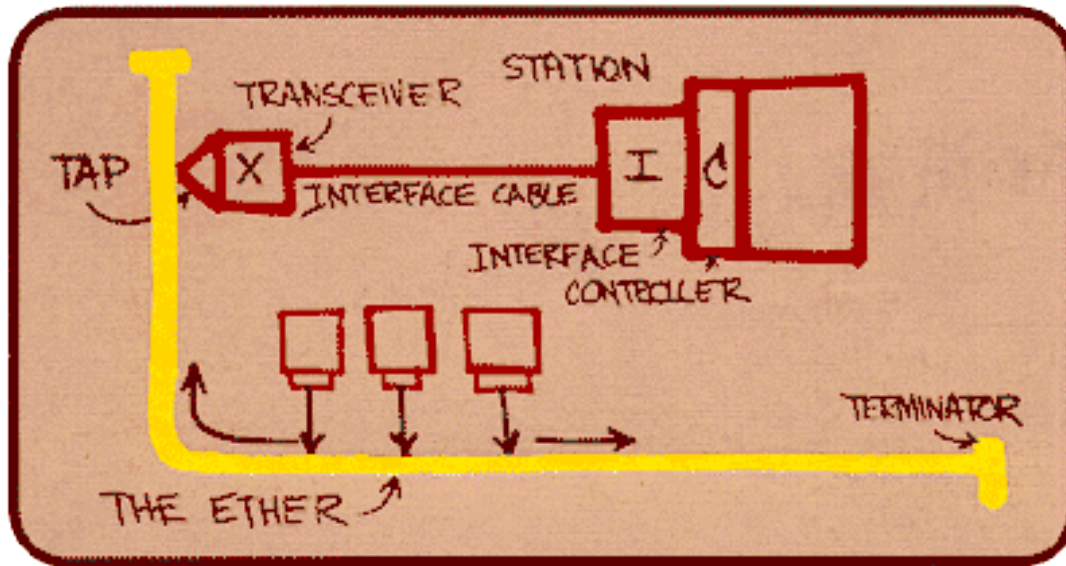 STATION
TRANSCEIVER
TAP
X
I
C
INTERFACE CABLE
INTERFACE
CONTROLLER
TERMINATOR
THE ETHER